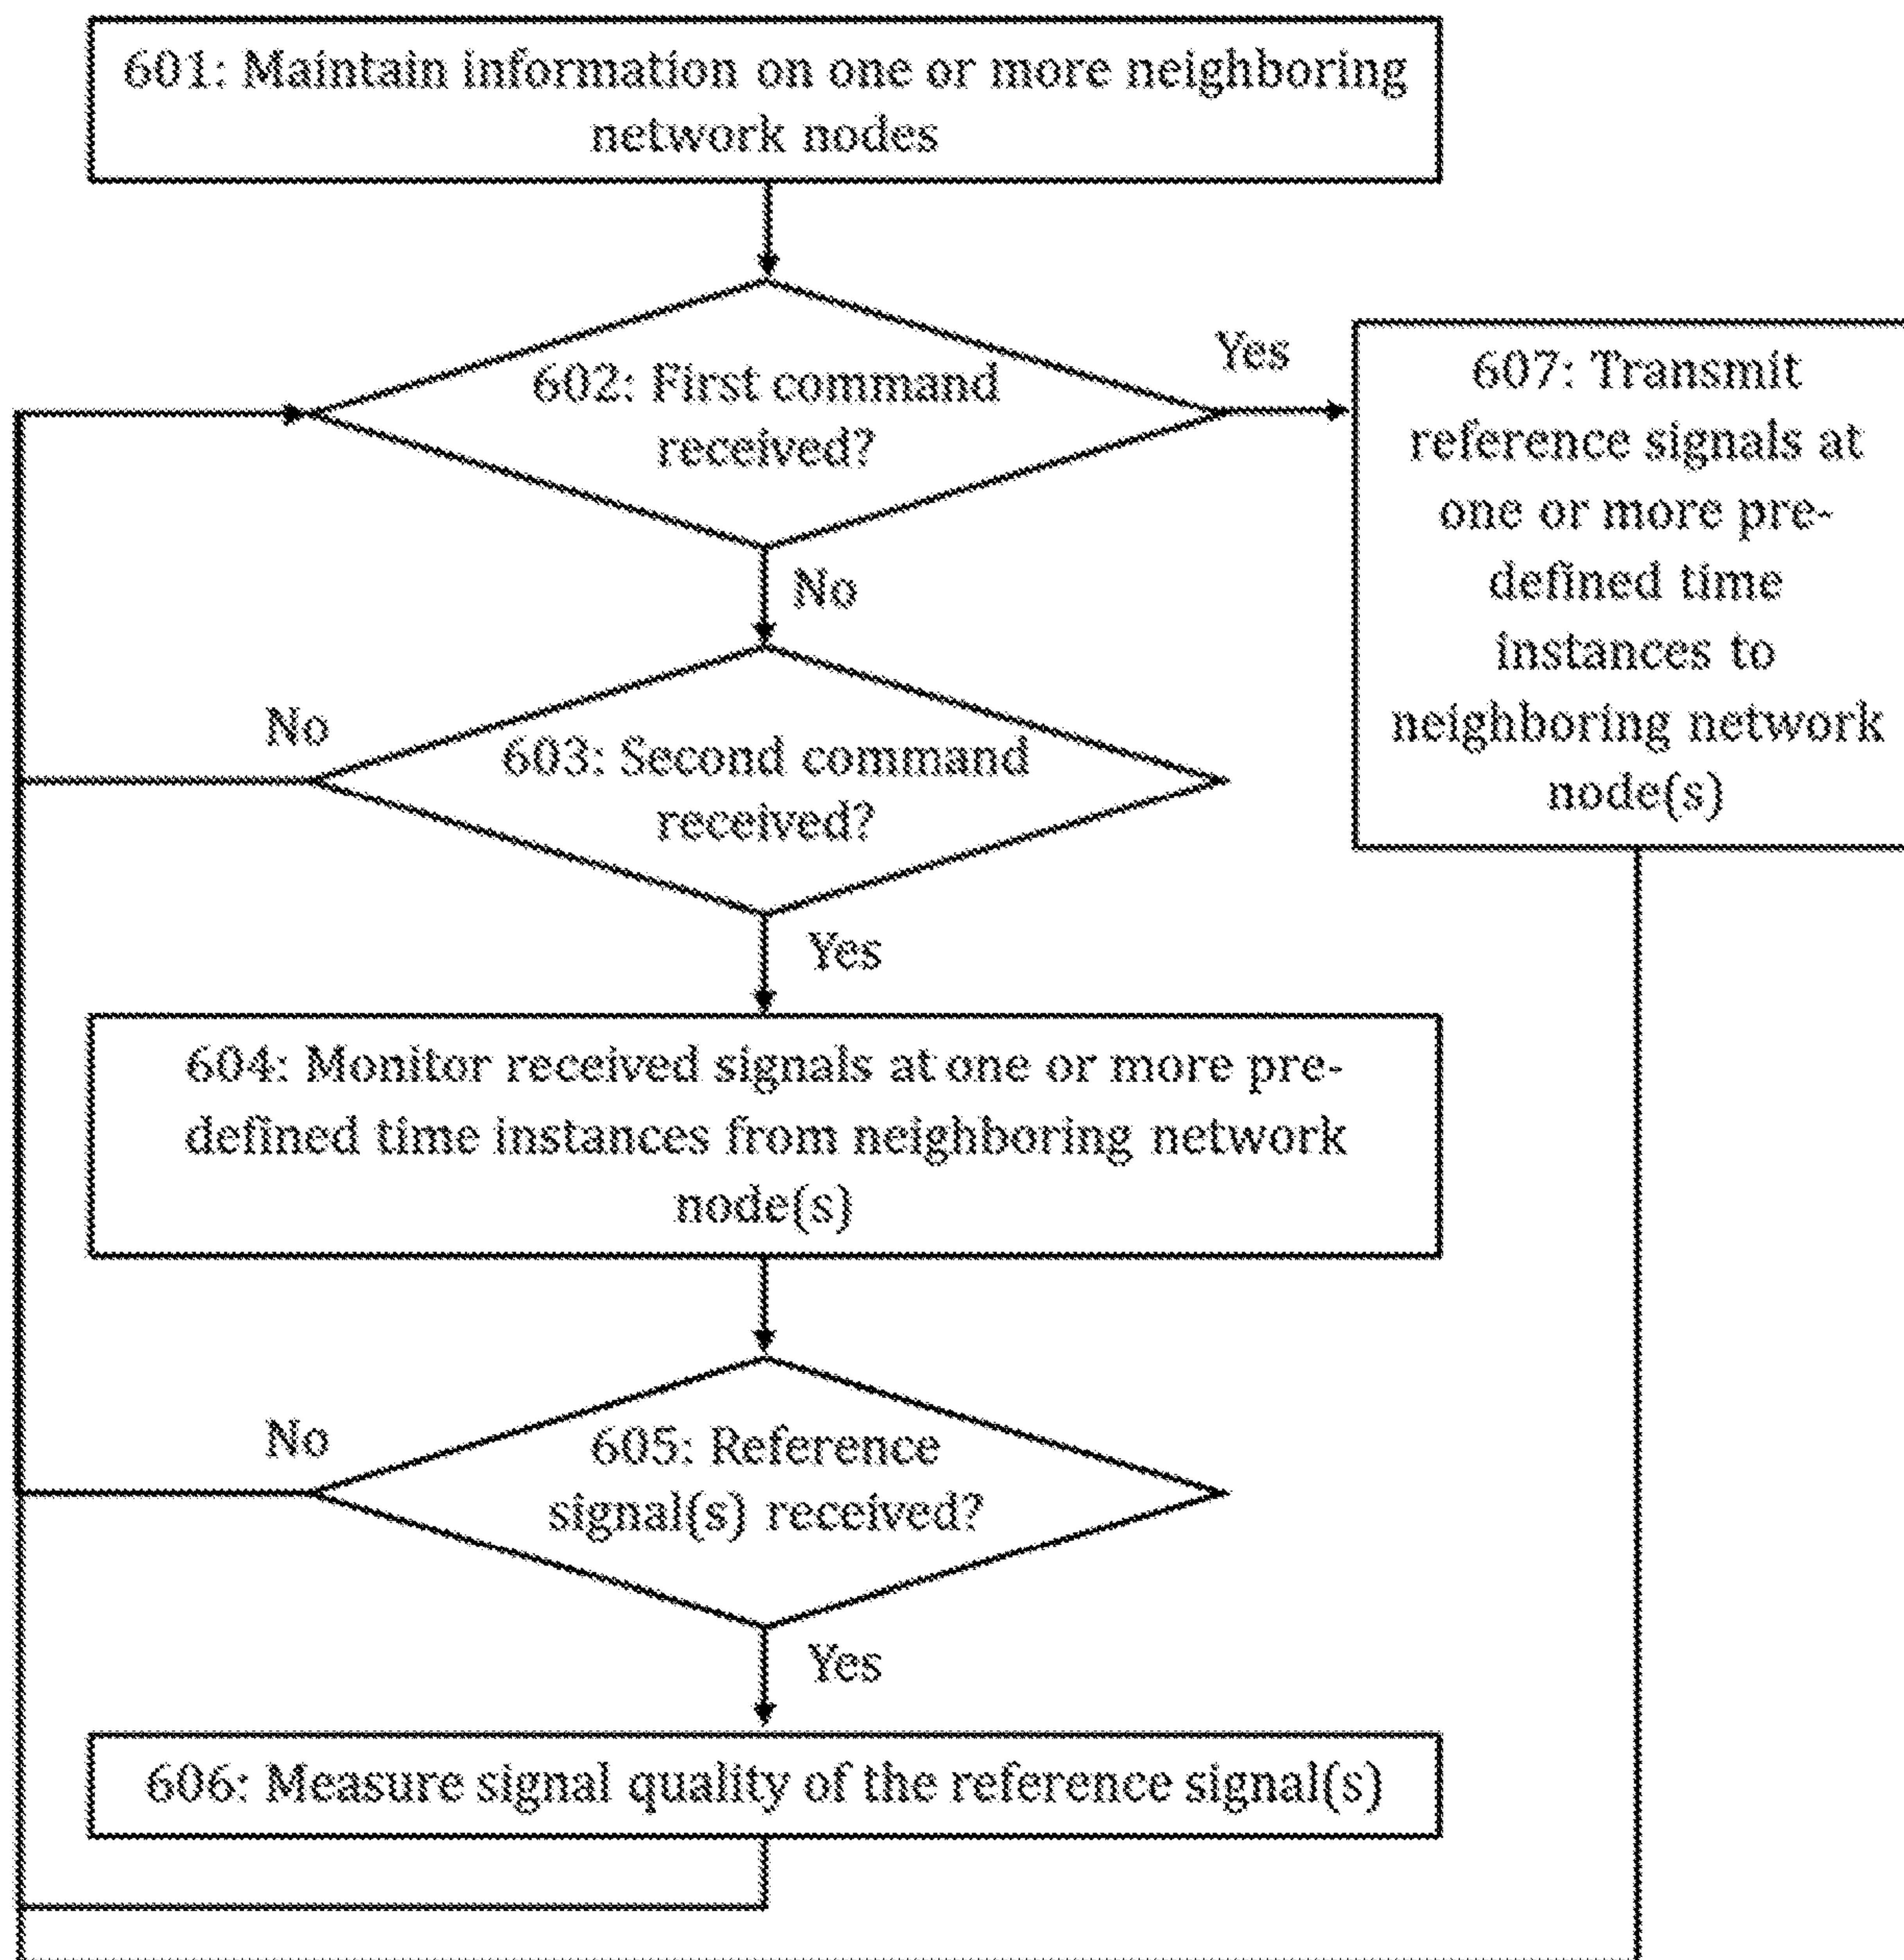 601: Maintain information on one or more neighboring
network nodes
602: First command
received?
Yes
607: Transmit
reference signals at
one or more pre-
defined time
instances to
neighboring network
node(s)
No
603: Second command
received?
No
Yes
604: Monitor received signals at one or more pre-
defined time instances from neighboring network
node(s)
605: Reference
signal(s) received?
No
Yes
606: Measure signal quality of the reference signal(s)